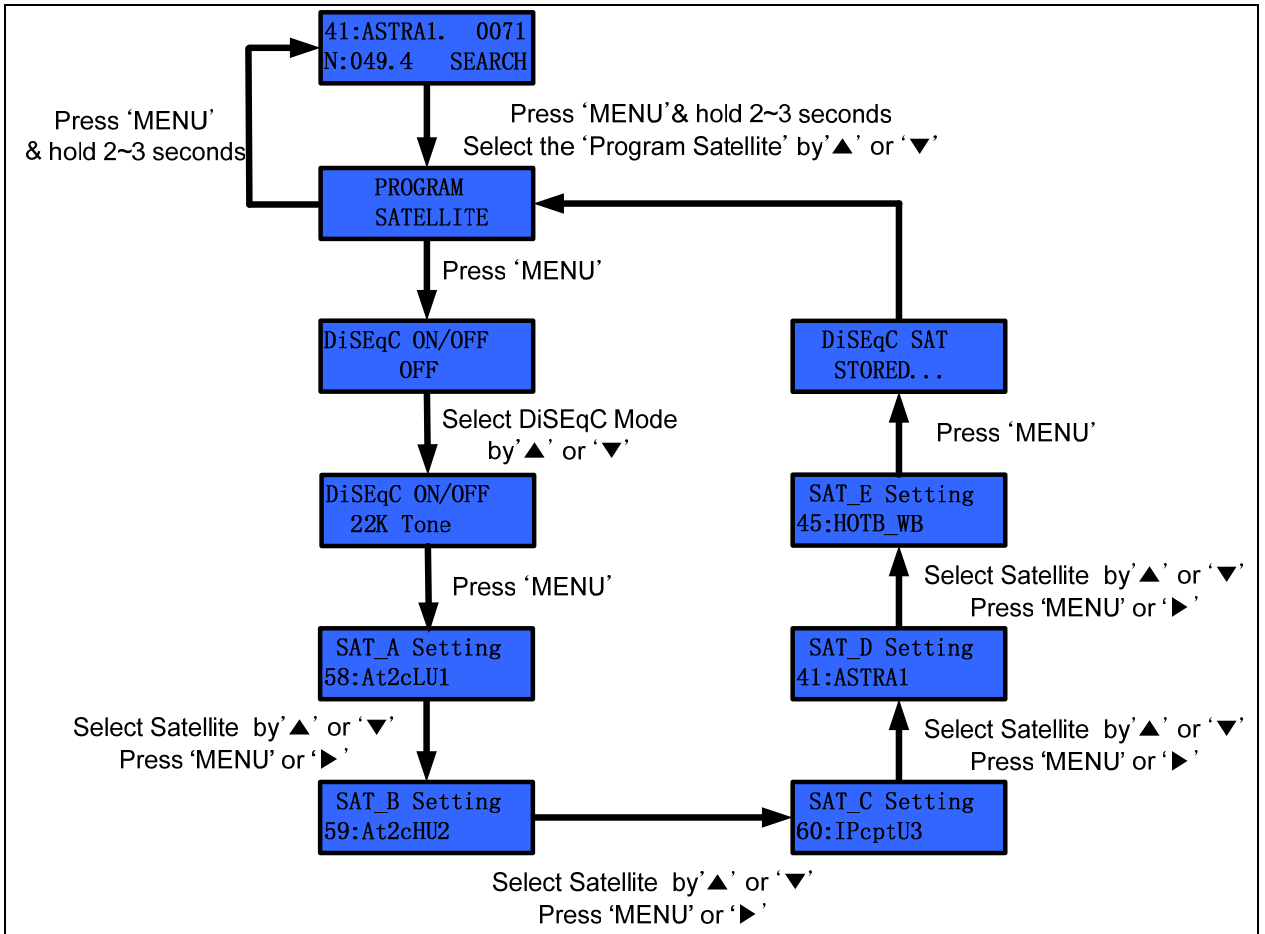 41:ASTRA1. 0071
N:049.4 SEARCH
Press ‘MENU’
& hold 2~3 seconds
Press ‘MENU’& hold 2~3 seconds
Select the ‘Program Satellite’ by’▲’ or ‘▼’
PROGRAM
SATELLITE
Press ‘MENU’
DiSEqC ON/OFF
OFF
Select DiSEqC Mode
by’▲’ or ‘▼’
DiSEqC ON/OFF
22K Tone
Press ‘MENU’
SAT_A Setting
58:At2cLU1
Select Satellite by’▲’ or ‘▼’
Press ‘MENU’ or ‘▶’
SAT_B Setting
59:At2cHU2
Select Satellite by’▲’ or ‘▼’
Press ‘MENU’ or ‘▶’
SAT_C Setting
60:IPcptU3
Select Satellite by’▲’ or ‘▼’
Press ‘MENU’ or ‘▶’
SAT_D Setting
41:ASTRA1
Select Satellite by’▲’ or ‘▼’
Press ‘MENU’ or ‘▶’
SAT_E Setting
45:HOTB_WB
Press ‘MENU’
DiSEqC SAT
STORED...